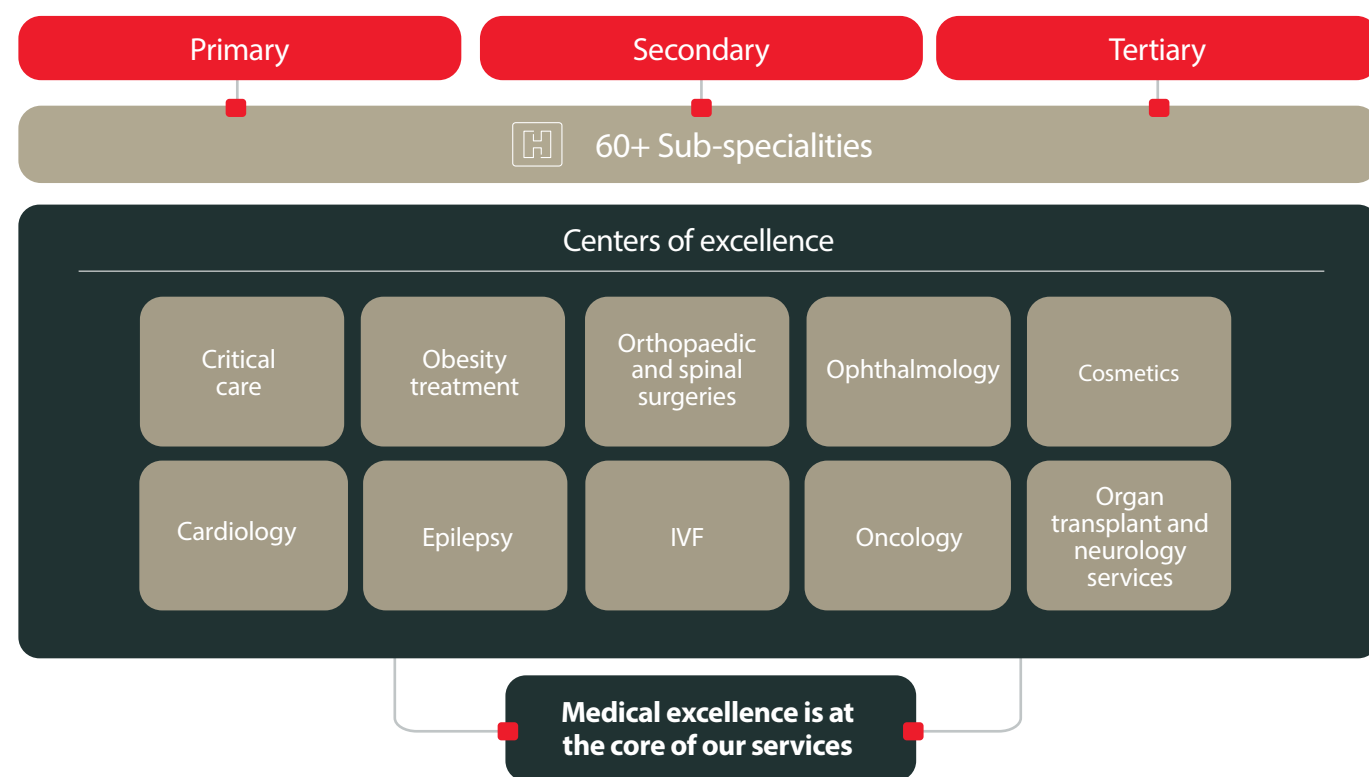 Primary
Secondary
Tertiary
60+ Sub-specialities
Centers of excellence
Critical
care
Obesity
treatment
Orthopaedic
and spinal
surgeries
Ophthalmology
Cosmetics
Cardiology
Epilepsy
IVF
Oncology
Organ
transplant and
neurology
services
Medical excellence is at
the core of our services